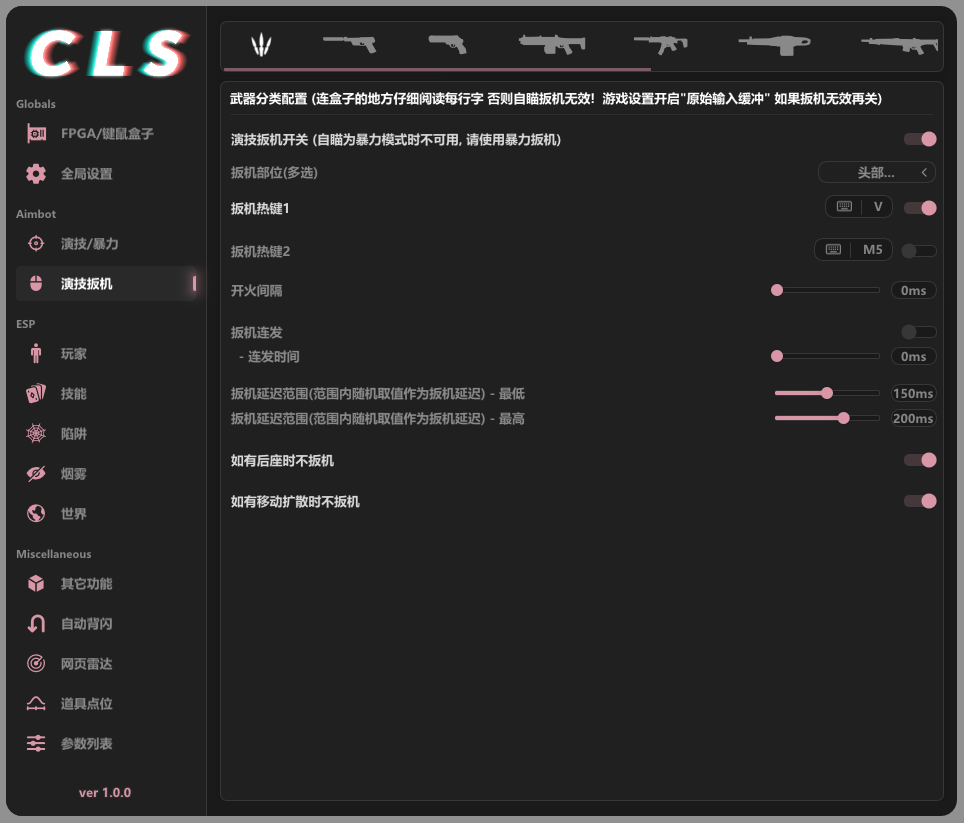 CLS
Globals
FPGA/键鼠盒子
全局设置
Aimbot
演技/暴力
演技扳机
ESP
玩家
技能
陷阱
烟雾
世界
Miscellaneous
其它功能
自动背闪
网页雷达
道具点位
参数列表
ver 1.0.0
武器分类配置 (连盒子的地方仔细阅读每行字 否则自瞄扳机无效! 游戏设置开启"原始输入缓冲" 如果扳机无效再关)
演技扳机开关 (自瞄为暴力模式时不可用, 请使用暴力扳机)
扳机部位(多选) 头部...
扳机热键1 V
扳机热键2 M5
开火间隔 0ms
扳机连发
- 连发时间 0ms
扳机延迟范围(范围内随机取值作为扳机延迟) - 最低 150ms
扳机延迟范围(范围内随机取值作为扳机延迟) - 最高 200ms
如有后座时不扳机
如有移动扩散时不扳机